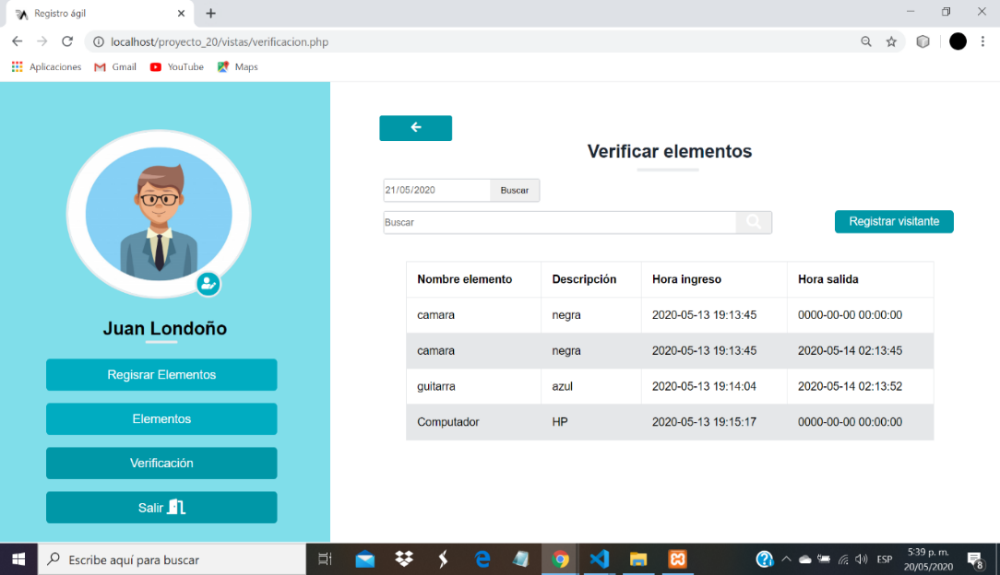 Registro ágil
localhost/proyecto_20/vistas/verificacion.php
Aplicaciones Gmail YouTube Maps
Verificar elementos
21/05/2020 Buscar
Buscar
Registrar visitante
Juan Londoño
Regisrar Elementos
Elementos
Verificación
Salir
Nombre elemento Descripción Hora ingreso Hora salida
camara negra 2020-05-13 19:13:45 0000-00-00 00:00:00
camara negra 2020-05-13 19:13:45 2020-05-14 02:13:45
guitarra azul 2020-05-13 19:14:04 2020-05-14 02:13:52
Computador HP 2020-05-13 19:15:17 0000-00-00 00:00:00
Escribe aquí para buscar
ESP
5:39 p. m.
20/05/2020
8